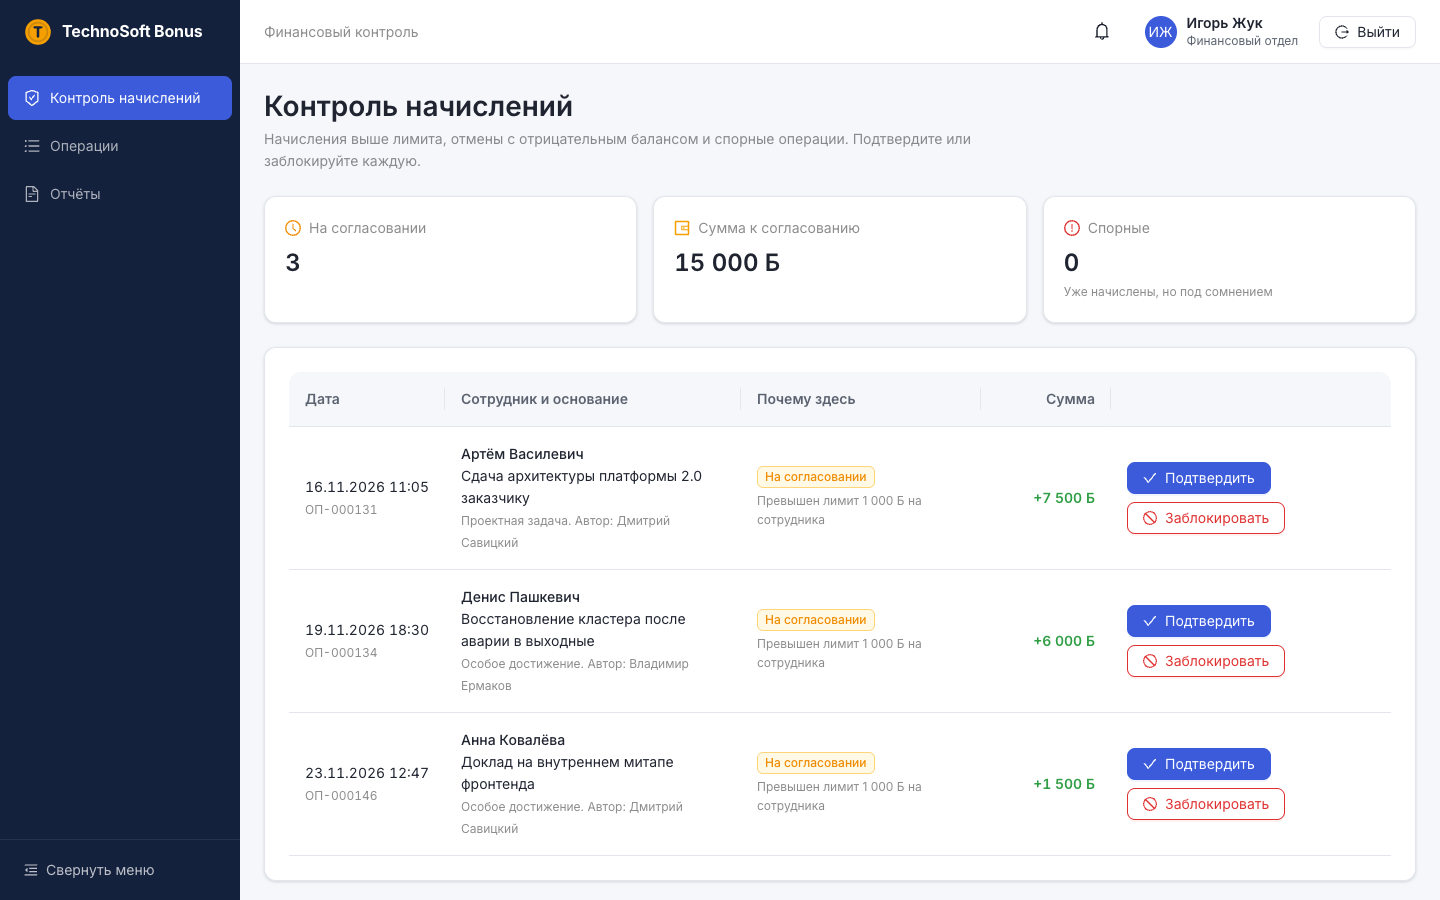 TechnoSoft Bonus
Финансовый контроль
ИЖ
Игорь Жук
Финансовый отдел
Выйти
Контроль начислений
Операции
Отчёты
Свернуть меню
Контроль начислений
Начисления выше лимита, отмены с отрицательным балансом и спорные операции. Подтвердите или
заблокируйте каждую.
На согласовании
3
Сумма к согласованию
15 000 Б
Спорные
0
Уже начислены, но под сомнением
Дата
Сотрудник и основание
Почему здесь
Сумма
16.11.2026 11:05
ОП-000131
Артём Василевич
Сдача архитектуры платформы 2.0
заказчику
Проектная задача. Автор: Дмитрий
Савицкий
На согласовании
Превышен лимит 1 000 Б на
сотрудника
+7 500 Б
Подтвердить
Заблокировать
19.11.2026 18:30
ОП-000134
Денис Пашкевич
Восстановление кластера после
аварии в выходные
Особое достижение. Автор: Владимир
Ермаков
На согласовании
Превышен лимит 1 000 Б на
сотрудника
+6 000 Б
Подтвердить
Заблокировать
23.11.2026 12:47
ОП-000146
Анна Ковалёва
Доклад на внутреннем митапе
фронтенда
Особое достижение. Автор: Дмитрий
Савицкий
На согласовании
Превышен лимит 1 000 Б на
сотрудника
+1 500 Б
Подтвердить
Заблокировать